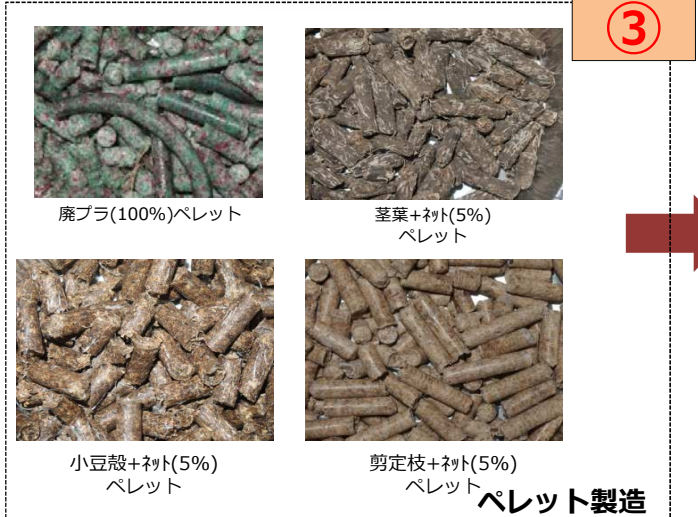 ③
廃プラ(100%)ペレット
茎葉+ﾈｯﾄ(5%)
ペレット
小豆殻+ﾈｯﾄ(5%)
ペレット
剪定枝+ﾈｯﾄ(5%)
ペレット
ペレット製造